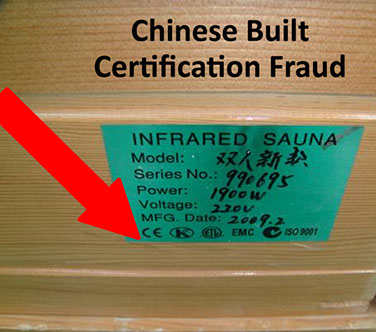 Chinese Built
Certification Fraud
INFRARED SAUNA
Model: 双人新
Series No.: 990695
Power: 1900W
Voltage: 220V
MFG. Date: 2009.2
CE K ETL EMC C ISO 9001